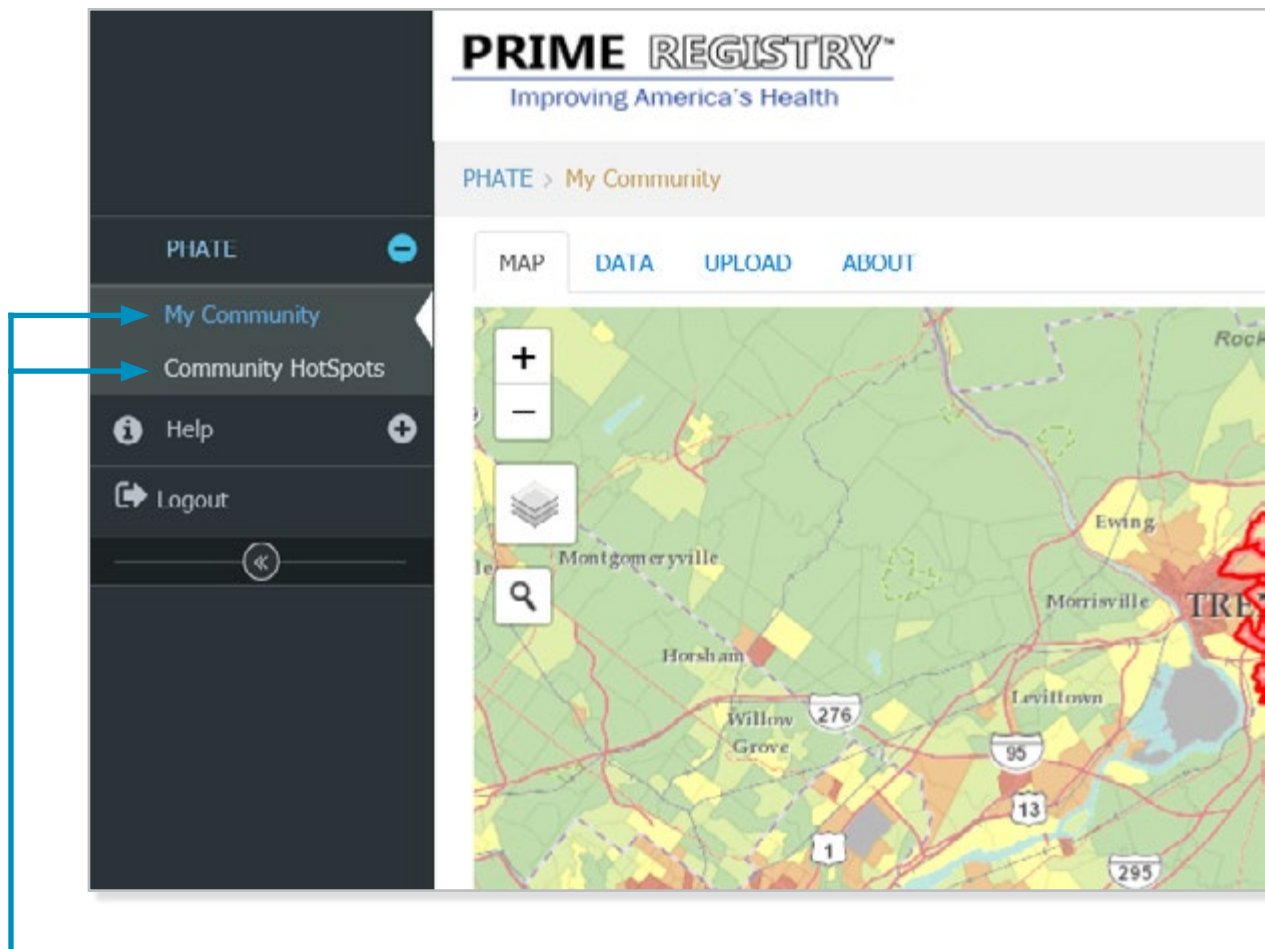 PRIME REGISTRY™
Improving America's Health
PHATE > My Community
PHATE
My Community
Community HotSpots
Help
Logout
MAP DATA UPLOAD ABOUT
+
−
Rock
Ewing
Montgomeryville
le
Morrisville
TRE
Horsham
Levittown
Willow
Grove
276
95
13
1
295